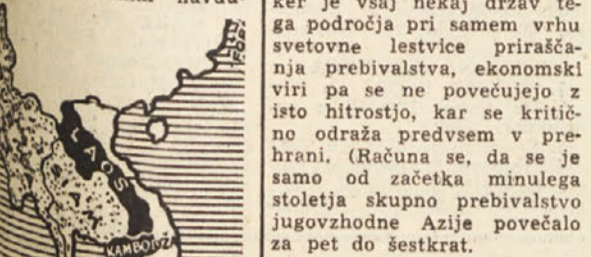 ker je vsaj nekaj držav te-
ga področja pri samem vrhu
svetovne lestvice prirašča-
nja prebivalstva, ekonomski
viri pa se ne povečujejo z
isto hitrostjo, kar se kritič-
no odraža predvsem v pre-
hrani. (Računa se, da se je
samo od začetka minulega
stoletja skupno prebivalstvo
jugovzhodne Azije povečalo
za pet do šestkrat.
LAOS
KAMBODŽA